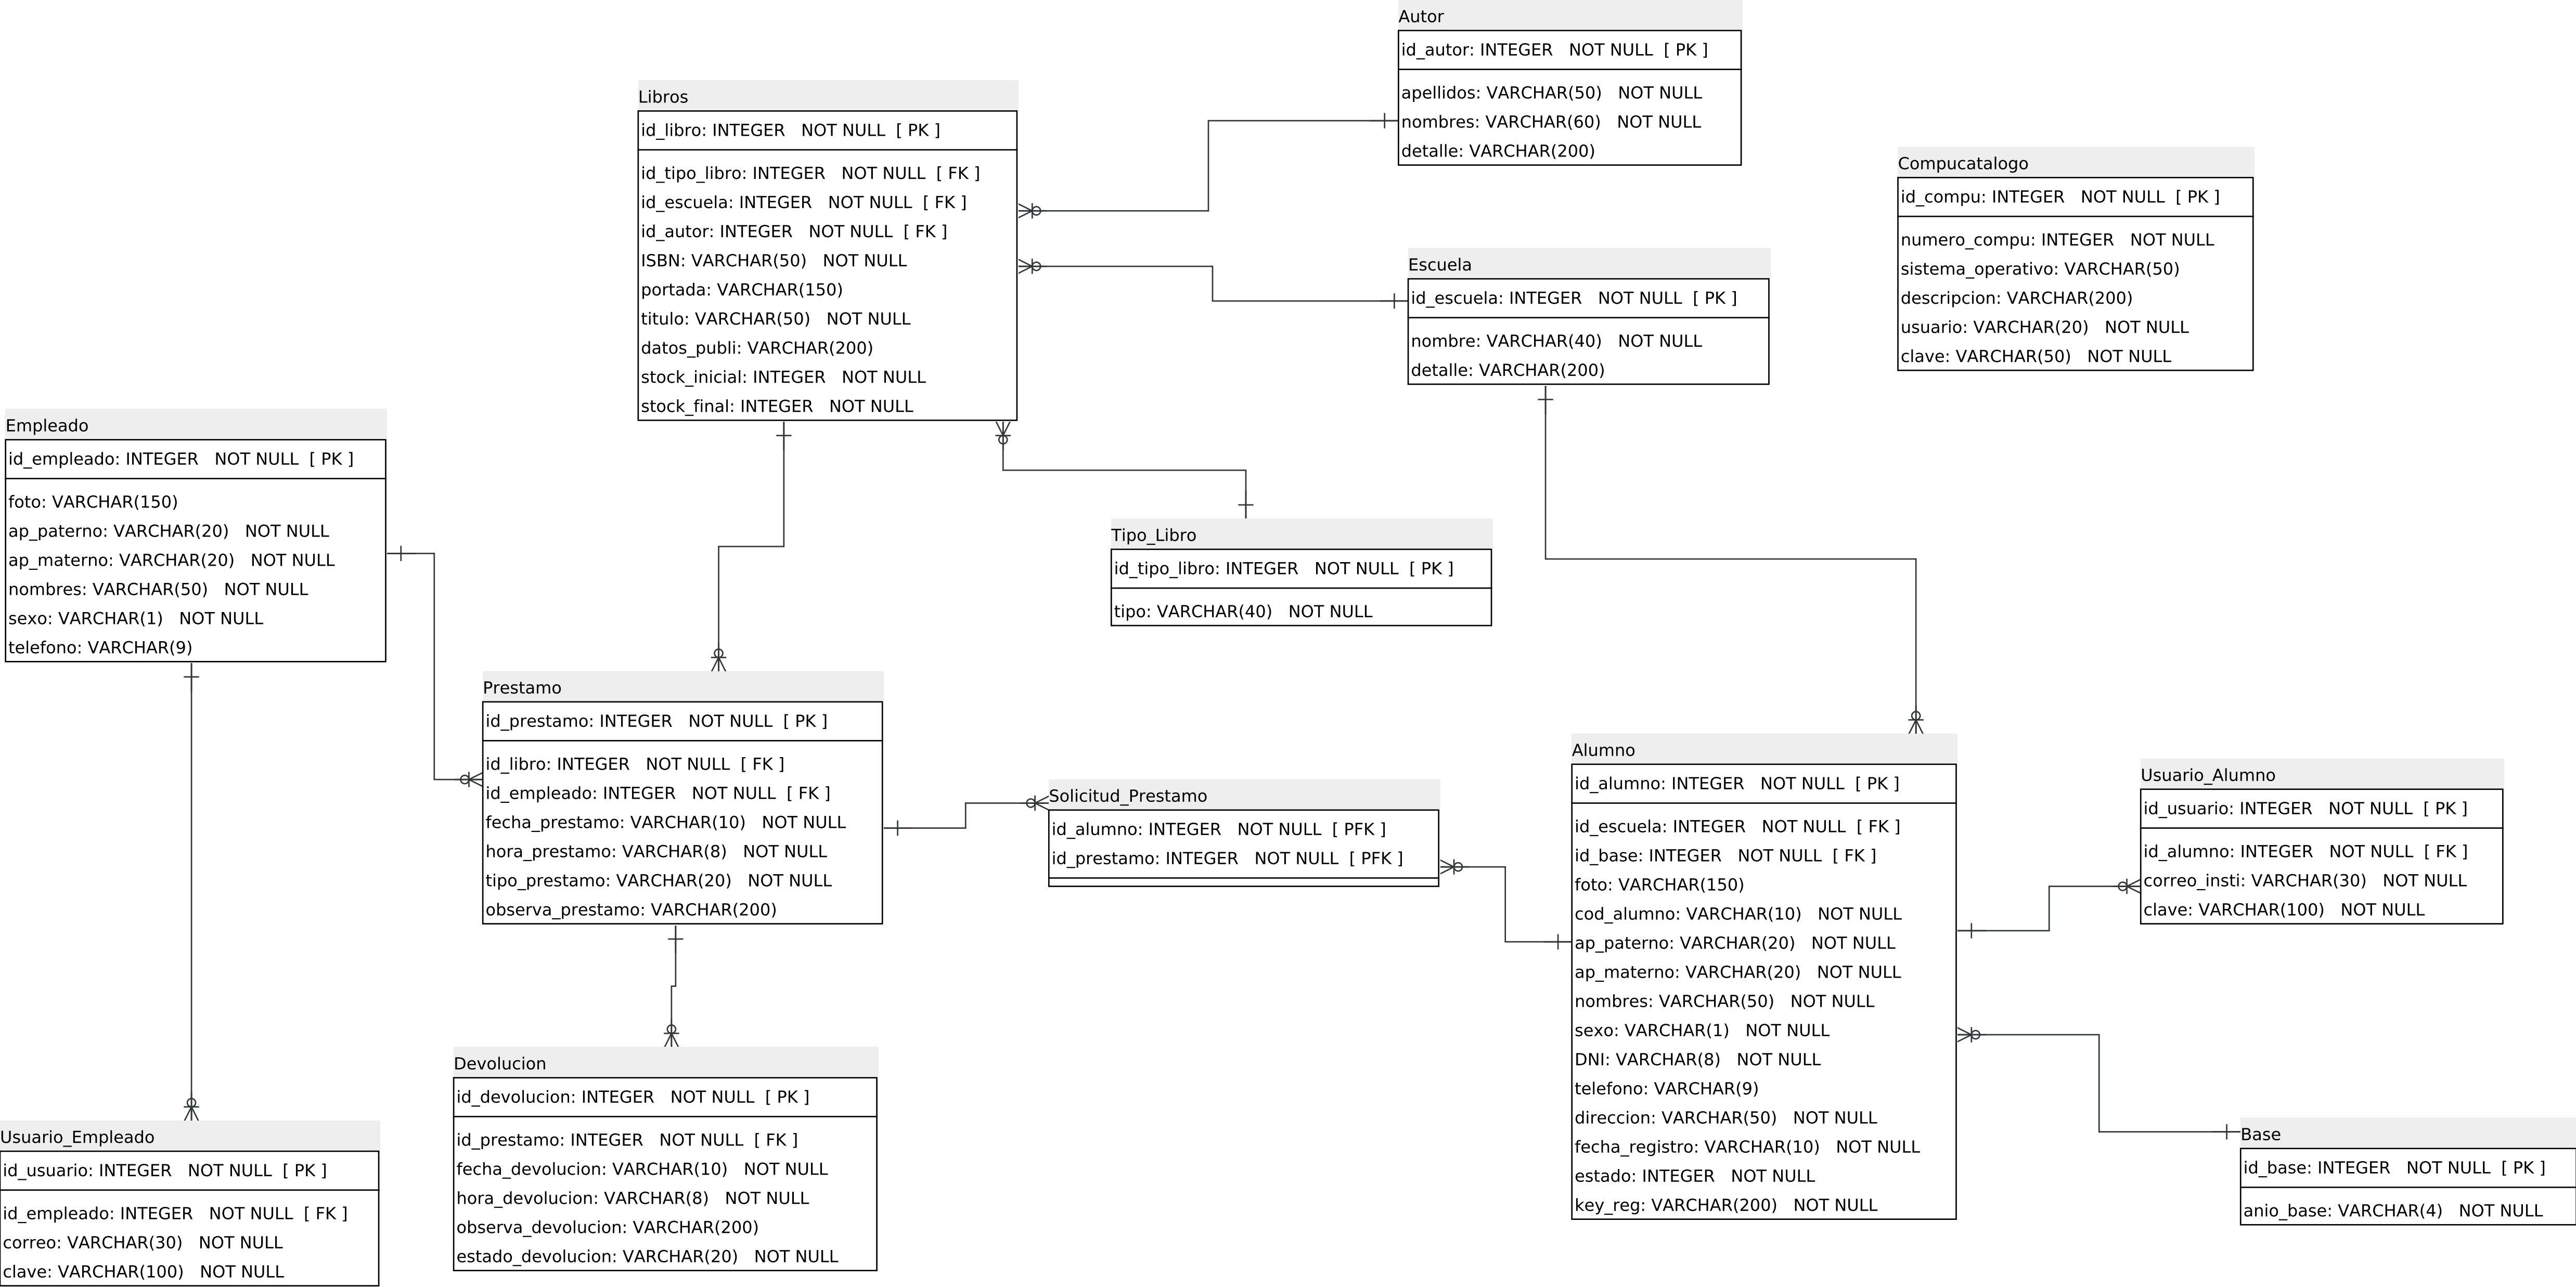 Autor
id_autor: INTEGER NOT NULL [ PK ]
apellidos: VARCHAR(50) NOT NULL
nombres: VARCHAR(60) NOT NULL
detalle: VARCHAR(200)
Libros
id_libro: INTEGER NOT NULL [ PK ]
id_tipo_libro: INTEGER NOT NULL [ FK ]
id_escuela: INTEGER NOT NULL [ FK ]
id_autor: INTEGER NOT NULL [ FK ]
ISBN: VARCHAR(50) NOT NULL
portada: VARCHAR(150)
titulo: VARCHAR(50) NOT NULL
datos_publi: VARCHAR(200)
stock_inicial: INTEGER NOT NULL
stock_final: INTEGER NOT NULL
Compucatalogo
id_compu: INTEGER NOT NULL [ PK ]
numero_compu: INTEGER NOT NULL
sistema_operativo: VARCHAR(50)
descripcion: VARCHAR(200)
usuario: VARCHAR(20) NOT NULL
clave: VARCHAR(50) NOT NULL
Escuela
id_escuela: INTEGER NOT NULL [ PK ]
nombre: VARCHAR(40) NOT NULL
detalle: VARCHAR(200)
Empleado
id_empleado: INTEGER NOT NULL [ PK ]
foto: VARCHAR(150)
ap_paterno: VARCHAR(20) NOT NULL
ap_materno: VARCHAR(20) NOT NULL
nombres: VARCHAR(50) NOT NULL
sexo: VARCHAR(1) NOT NULL
telefono: VARCHAR(9)
Tipo_Libro
id_tipo_libro: INTEGER NOT NULL [ PK ]
tipo: VARCHAR(40) NOT NULL
Prestamo
id_prestamo: INTEGER NOT NULL [ PK ]
id_libro: INTEGER NOT NULL [ FK ]
id_empleado: INTEGER NOT NULL [ FK ]
fecha_prestamo: VARCHAR(10) NOT NULL
hora_prestamo: VARCHAR(8) NOT NULL
tipo_prestamo: VARCHAR(20) NOT NULL
observa_prestamo: VARCHAR(200)
Solicitud_Prestamo
id_alumno: INTEGER NOT NULL [ PFK ]
id_prestamo: INTEGER NOT NULL [ PFK ]
Alumno
id_alumno: INTEGER NOT NULL [ PK ]
id_escuela: INTEGER NOT NULL [ FK ]
id_base: INTEGER NOT NULL [ FK ]
foto: VARCHAR(150)
cod_alumno: VARCHAR(10) NOT NULL
ap_paterno: VARCHAR(20) NOT NULL
ap_materno: VARCHAR(20) NOT NULL
nombres: VARCHAR(50) NOT NULL
sexo: VARCHAR(1) NOT NULL
DNI: VARCHAR(8) NOT NULL
telefono: VARCHAR(9)
direccion: VARCHAR(50) NOT NULL
fecha_registro: VARCHAR(10) NOT NULL
estado: INTEGER NOT NULL
key_reg: VARCHAR(200) NOT NULL
Usuario_Alumno
id_usuario: INTEGER NOT NULL [ PK ]
id_alumno: INTEGER NOT NULL [ FK ]
correo_insti: VARCHAR(30) NOT NULL
clave: VARCHAR(100) NOT NULL
Devolucion
id_devolucion: INTEGER NOT NULL [ PK ]
id_prestamo: INTEGER NOT NULL [ FK ]
fecha_devolucion: VARCHAR(10) NOT NULL
hora_devolucion: VARCHAR(8) NOT NULL
observa_devolucion: VARCHAR(200)
estado_devolucion: VARCHAR(20) NOT NULL
Usuario_Empleado
id_usuario: INTEGER NOT NULL [ PK ]
id_empleado: INTEGER NOT NULL [ FK ]
correo: VARCHAR(30) NOT NULL
clave: VARCHAR(100) NOT NULL
Base
id_base: INTEGER NOT NULL [ PK ]
anio_base: VARCHAR(4) NOT NULL